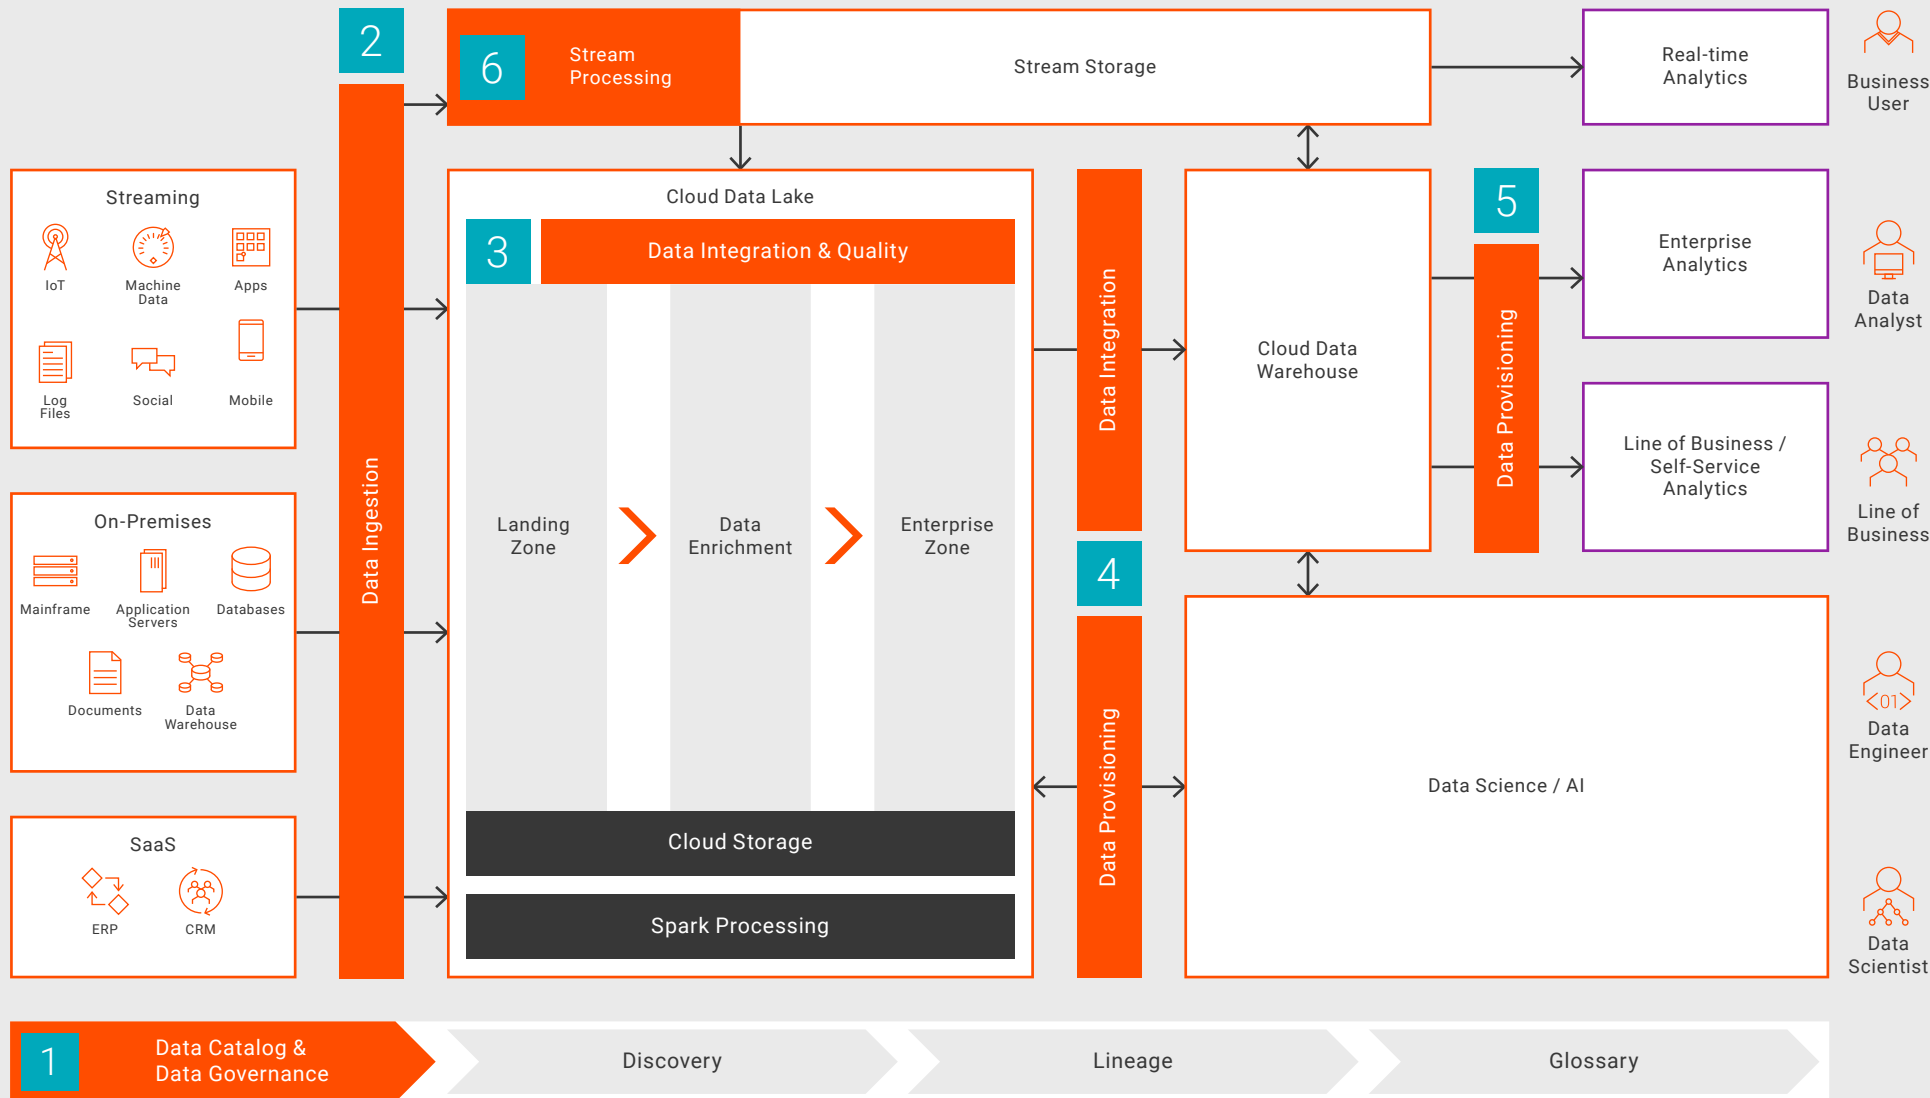 2
6
Stream
Processing
Stream Storage
Real-time
Analytics
Business
User
Data Ingestion
Streaming
IoT
Machine
Data
Apps
Log
Files
Social
Mobile
On-Premises
Mainframe
Application
Servers
Databases
Documents
Data
Warehouse
SaaS
ERP
CRM
Cloud Data Lake
3
Data Integration & Quality
Landing
Zone
Data
Enrichment
Enterprise
Zone
Cloud Storage
Spark Processing
Data Integration
4
Data Provisioning
Cloud Data
Warehouse
5
Data Provisioning
Enterprise
Analytics
Data
Analyst
Line of Business /
Self-Service
Analytics
Line of
Business
Data Science / AI
<01>
Data
Engineer
Data
Scientist
1
Data Catalog &
Data Governance
Discovery
Lineage
Glossary